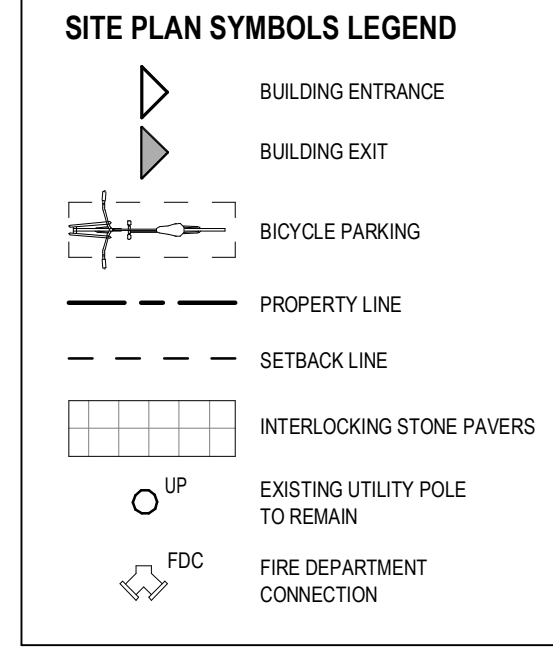 SITE PLAN SYMBOLS LEGEND
BUILDING ENTRANCE
BUILDING EXIT
BICYCLE PARKING
PROPERTY LINE
SETBACK LINE
INTERLOCKING STONE PAVERS
UP
EXISTING UTILITY POLE
TO REMAIN
FDC
FIRE DEPARTMENT
CONNECTION